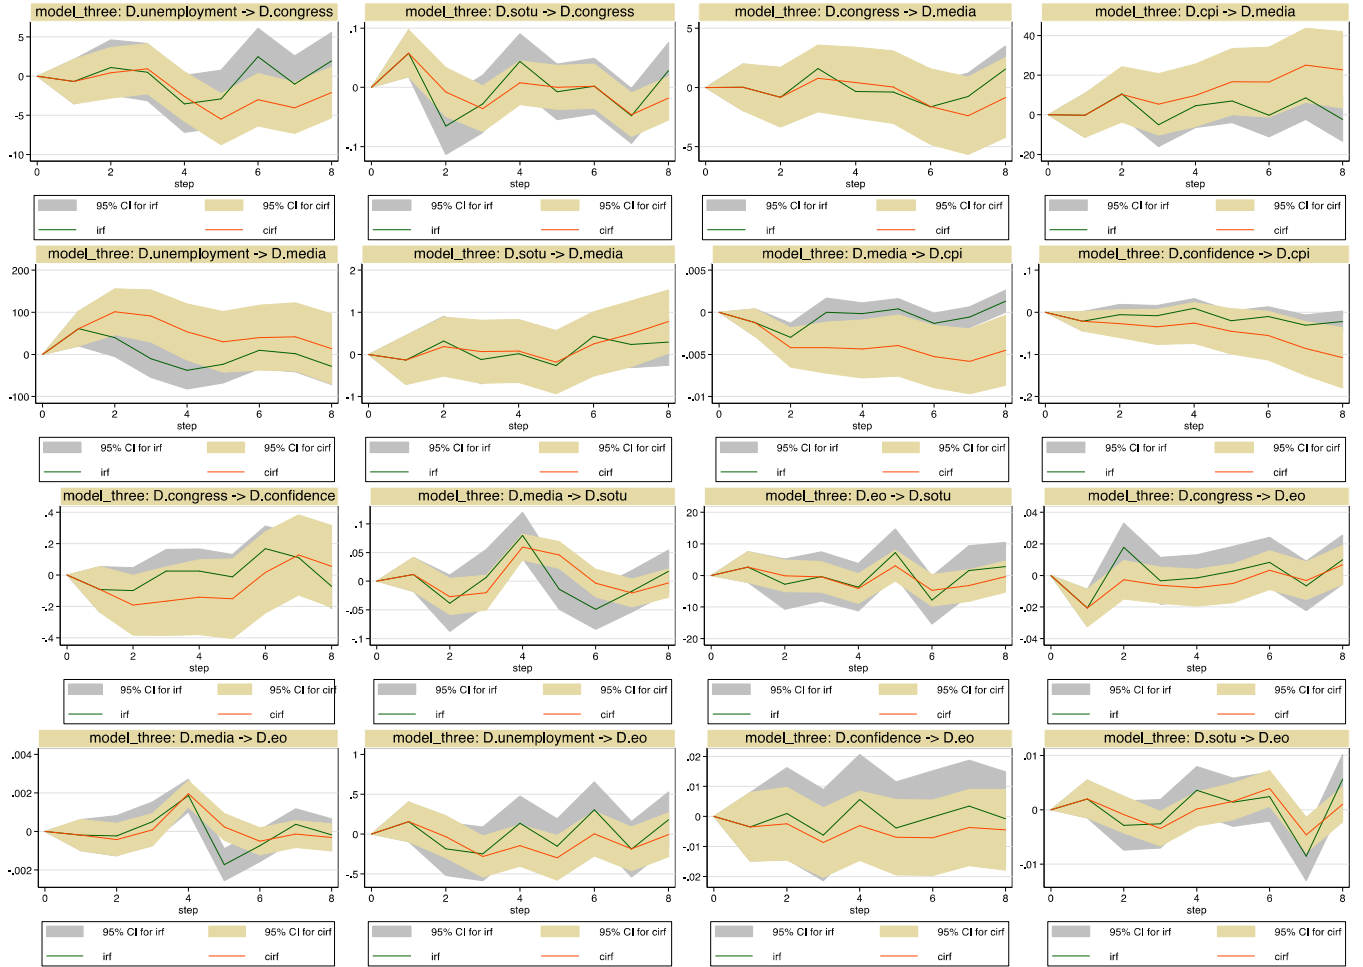 model_three: D.unemployment -> D.congress
5
0
-5
-10
0 2 4 6 8
step
95% CI for irf 95% CI for cirf
irf cirf
model_three: D.sotu -> D.congress
.1
0
-.1
0 2 4 6 8
step
95% CI for irf 95% CI for cirf
irf cirf
model_three: D.congress -> D.media
5
0
-5
0 2 4 6 8
step
95% CI for irf 95% CI for cirf
irf cirf
model_three: D.cpi -> D.media
40
20
0
-20
0 2 4 6 8
step
95% CI for irf 95% CI for cirf
irf cirf
model_three: D.unemployment -> D.media
200
100
0
-100
0 2 4 6 8
step
95% CI for irf 95% CI for cirf
irf cirf
model_three: D.sotu -> D.media
2
1
0
-1
0 2 4 6 8
step
95% CI for irf 95% CI for cirf
irf cirf
model_three: D.media -> D.cpi
.005
0
-.005
-.01
0 2 4 6 8
step
95% CI for irf 95% CI for cirf
irf cirf
model_three: D.confidence -> D.cpi
.1
0
-.1
-.2
0 2 4 6 8
step
95% CI for irf 95% CI for cirf
irf cirf
model_three: D.congress -> D.confidence
.4
.2
0
-.2
-.4
0 2 4 6 8
step
95% CI for irf 95% CI for cirf
irf cirf
model_three: D.media -> D.sotu
.1
.05
0
-.05
-.1
0 2 4 6 8
step
95% CI for irf 95% CI for cirf
irf cirf
model_three: D.eo -> D.sotu
20
10
0
-10
-20
0 2 4 6 8
step
95% CI for irf 95% CI for cirf
irf cirf
model_three: D.congress -> D.eo
.04
.02
0
-.02
-.04
0 2 4 6 8
step
95% CI for irf 95% CI for cirf
irf cirf
model_three: D.media -> D.eo
.004
.002
0
-.002
0 2 4 6 8
step
95% CI for irf 95% CI for cirf
irf cirf
model_three: D.unemployment -> D.eo
1
.5
0
-.5
0 2 4 6 8
step
95% CI for irf 95% CI for cirf
irf cirf
model_three: D.confidence -> D.eo
.02
.01
0
-.01
-.02
0 2 4 6 8
step
95% CI for irf 95% CI for cirf
irf cirf
model_three: D.sotu -> D.eo
.01
0
-.01
0 2 4 6 8
step
95% CI for irf 95% CI for cirf
irf cirf